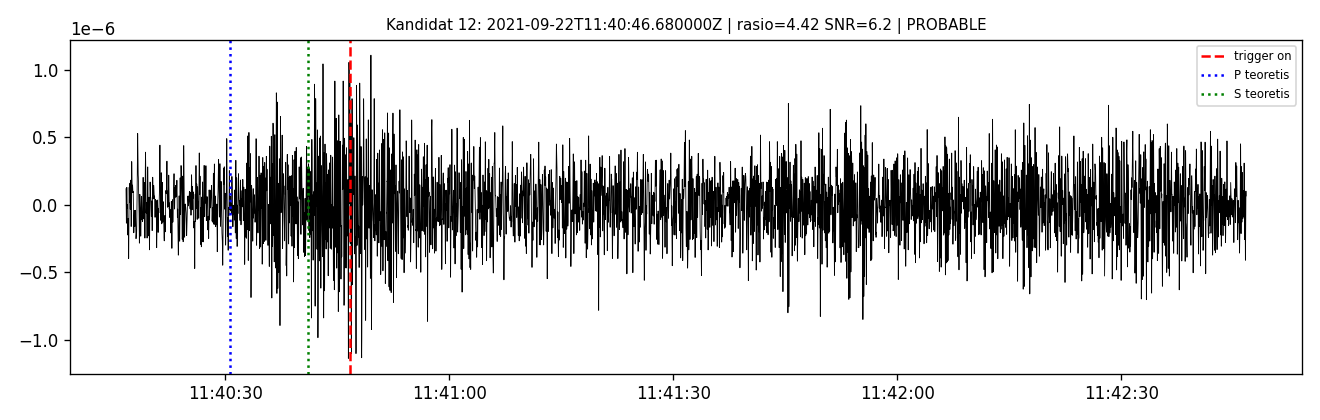 Kandidat 12: 2021-09-22T11:40:46.680000Z | rasio=4.42 SNR=6.2 | PROBABLE
1e−6
trigger on
P teoretis
S teoretis
1.0
0.5
0.0
−0.5
−1.0
11:40:30 11:41:00 11:41:30 11:42:00 11:42:30